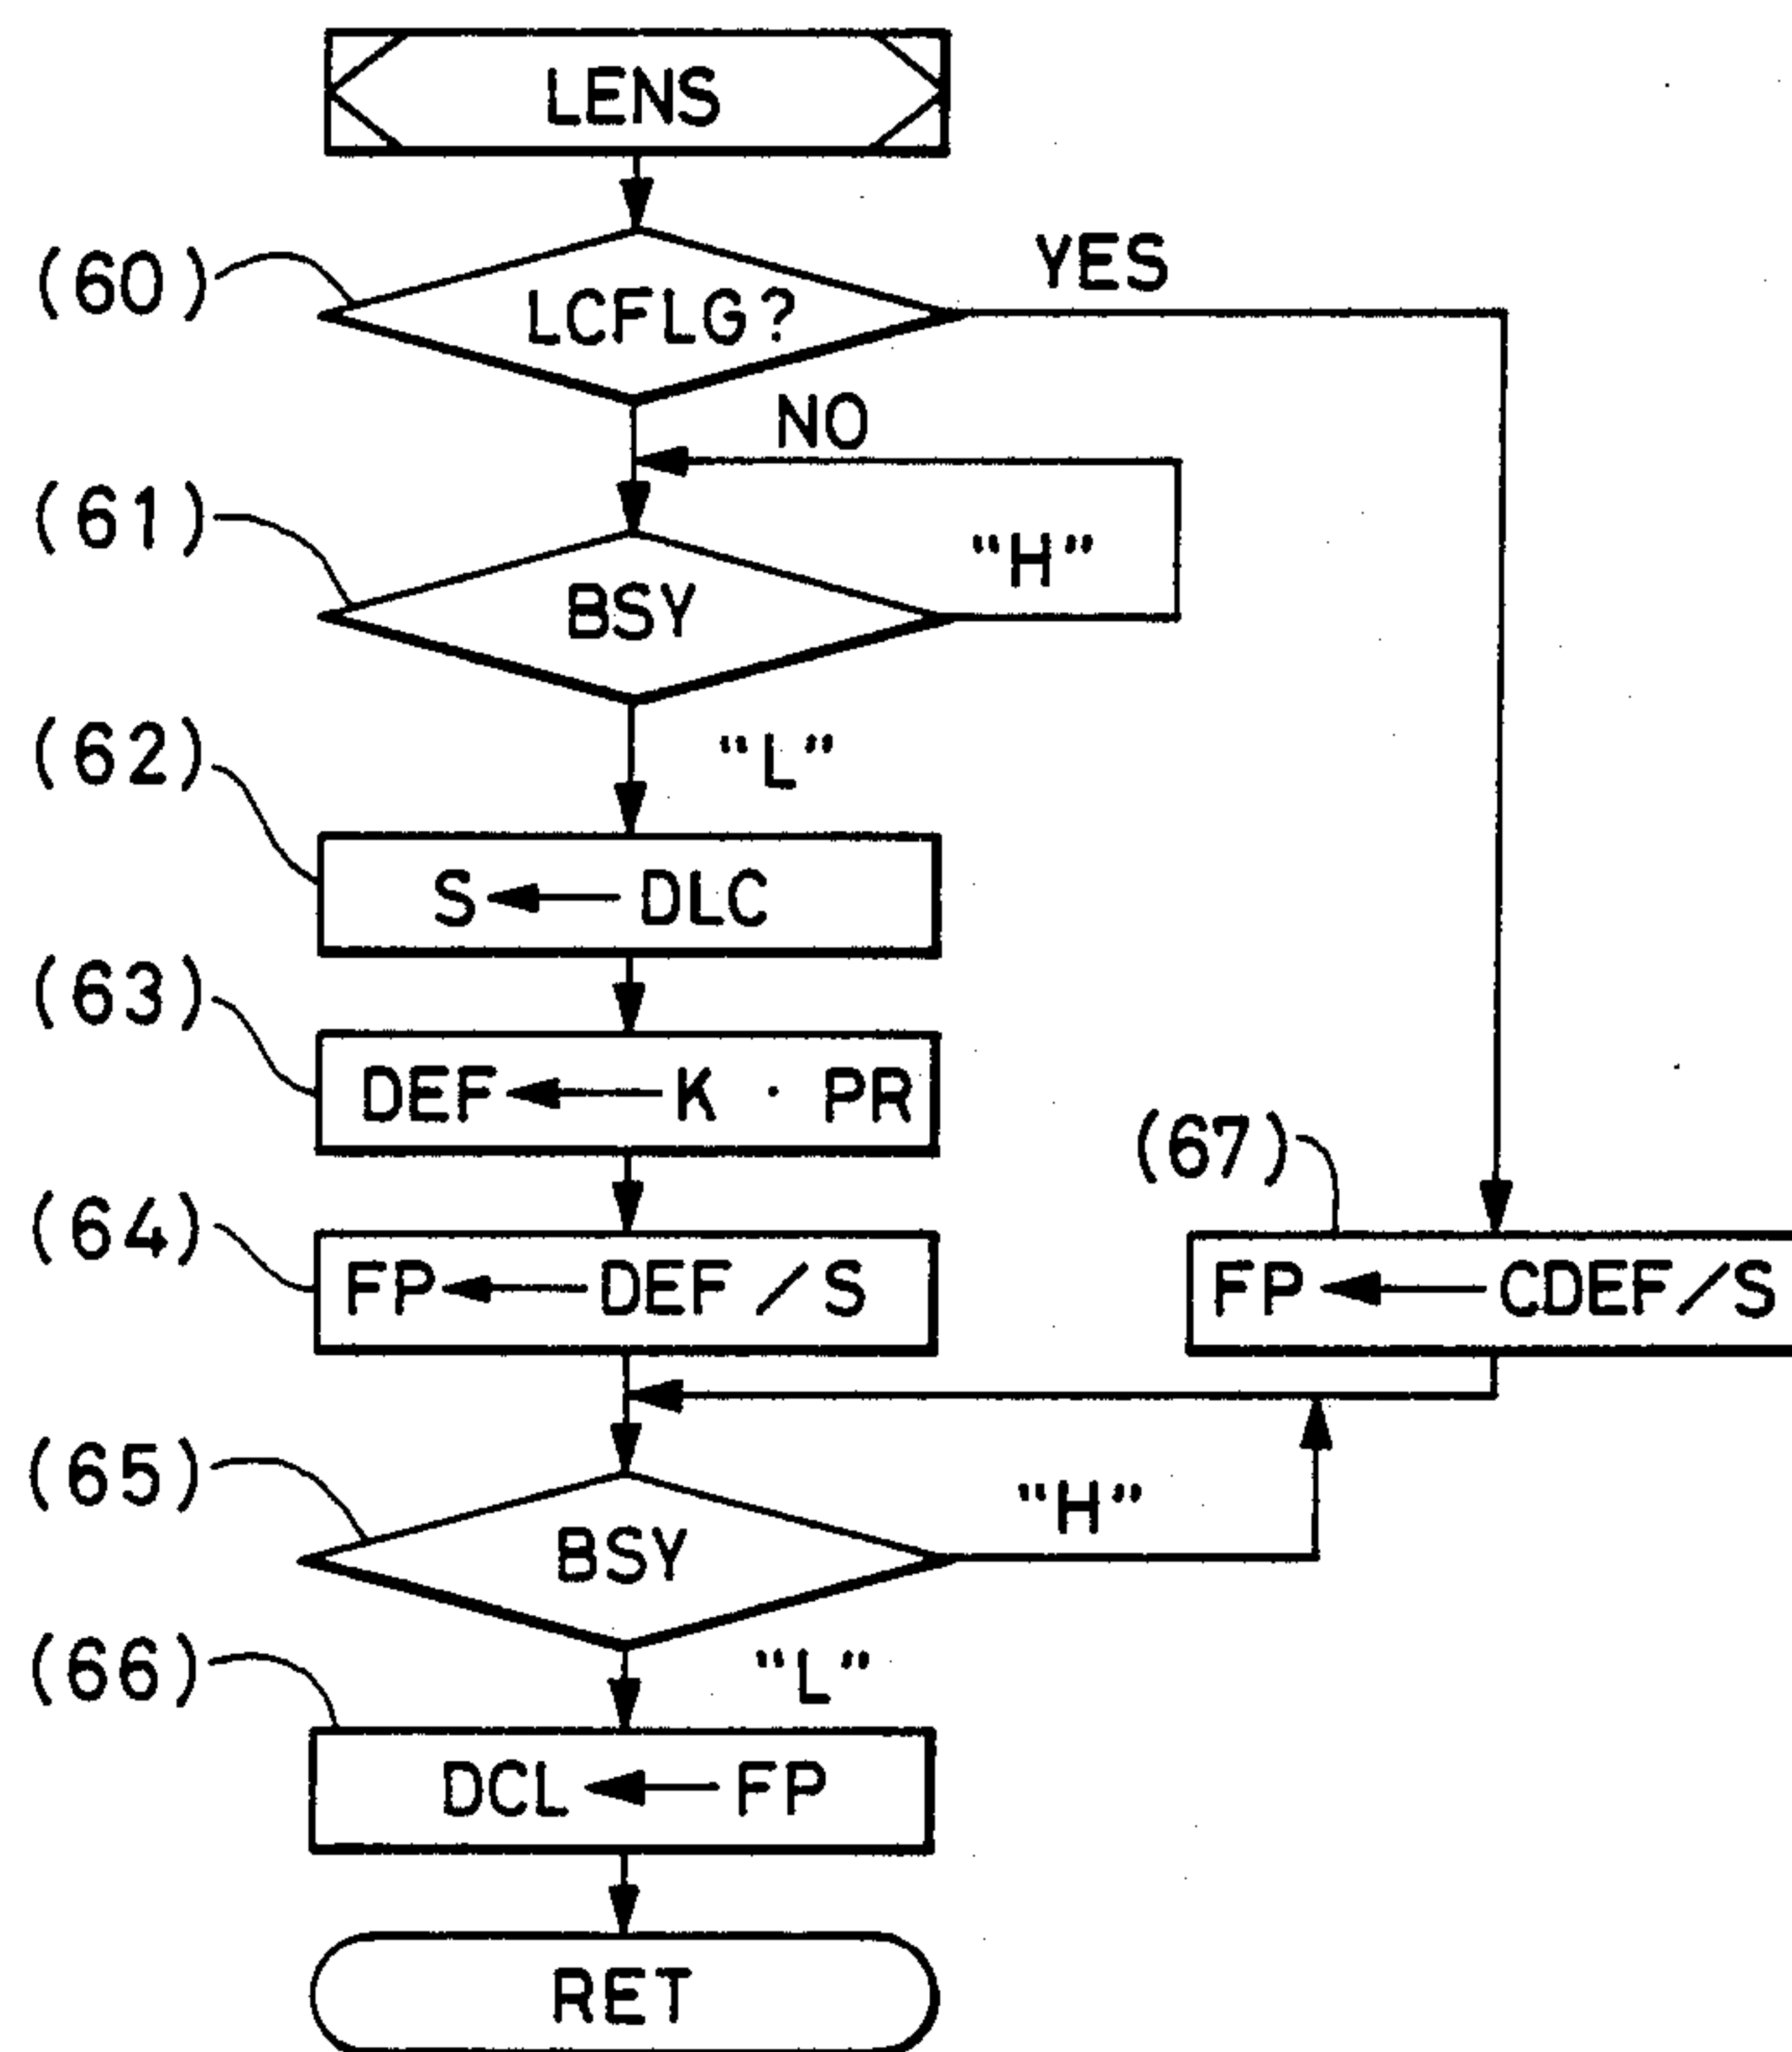 LENS
(60)
LCFLG?
YES
NO
(61)
BSY
"H"
"L"
(62)
S ← DLC
(63)
DEF ← K · PR
(64)
FP ← DEF / S
(67)
FP ← CDEF/S
(65)
BSY
"H"
(66)
"L"
DCL ← FP
RET